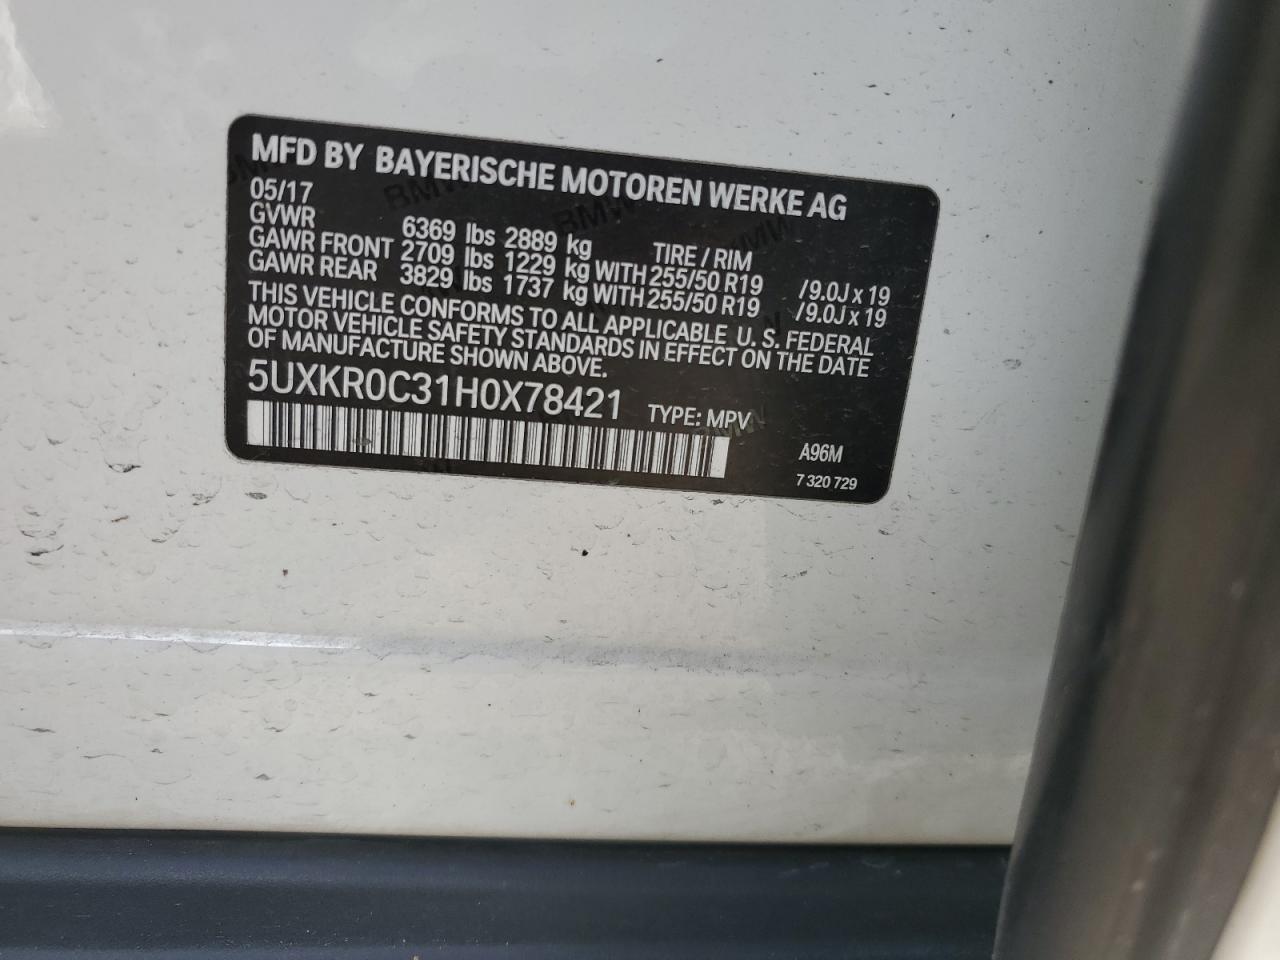 MFD BY BAYERISCHE MOTOREN WERKE AG
05/17
GVWR 6369 lbs 2889 kg TIRE / RIM
GAWR FRONT 2709 lbs 1229 kg WITH 255/50 R19 /9.0J x 19
GAWR REAR 3829 lbs 1737 kg WITH 255/50 R19 /9.0J x 19
THIS VEHICLE CONFORMS TO ALL APPLICABLE U. S. FEDERAL
MOTOR VEHICLE SAFETY STANDARDS IN EFFECT ON THE DATE
OF MANUFACTURE SHOWN ABOVE.
5UXKR0C31H0X78421 TYPE: MPV
A96M
7 320 729